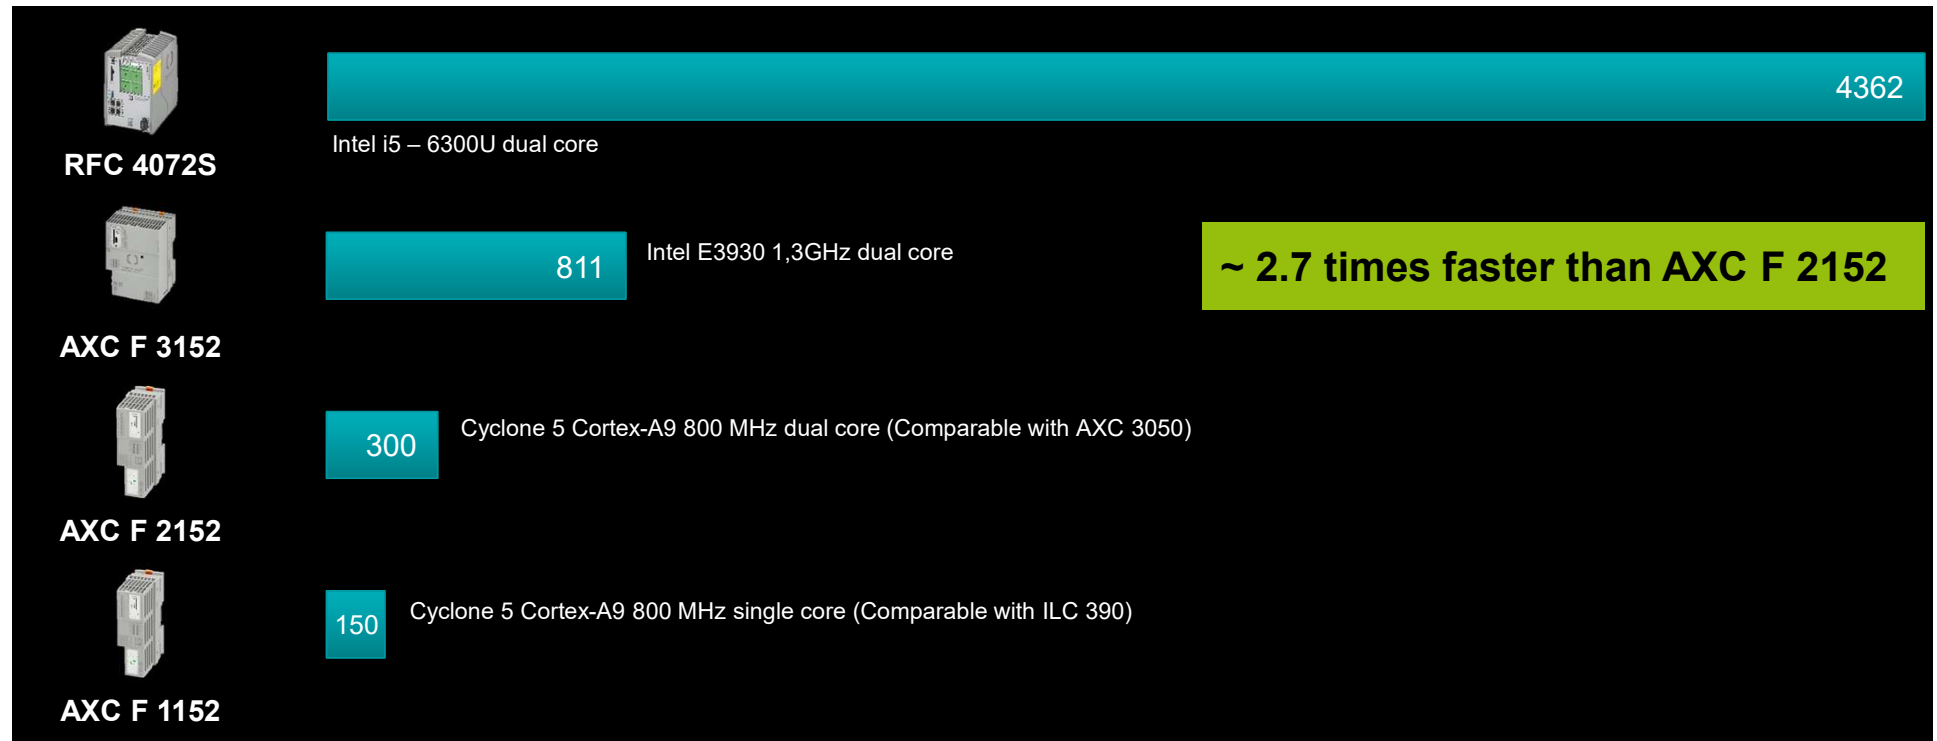 4362
Intel i5 – 6300U dual core
RFC 4072S
811
Intel E3930 1,3GHz dual core
~ 2.7 times faster than AXC F 2152
AXC F 3152
300
Cyclone 5 Cortex-A9 800 MHz dual core (Comparable with AXC 3050)
AXC F 2152
150
Cyclone 5 Cortex-A9 800 MHz single core (Comparable with ILC 390)
AXC F 1152